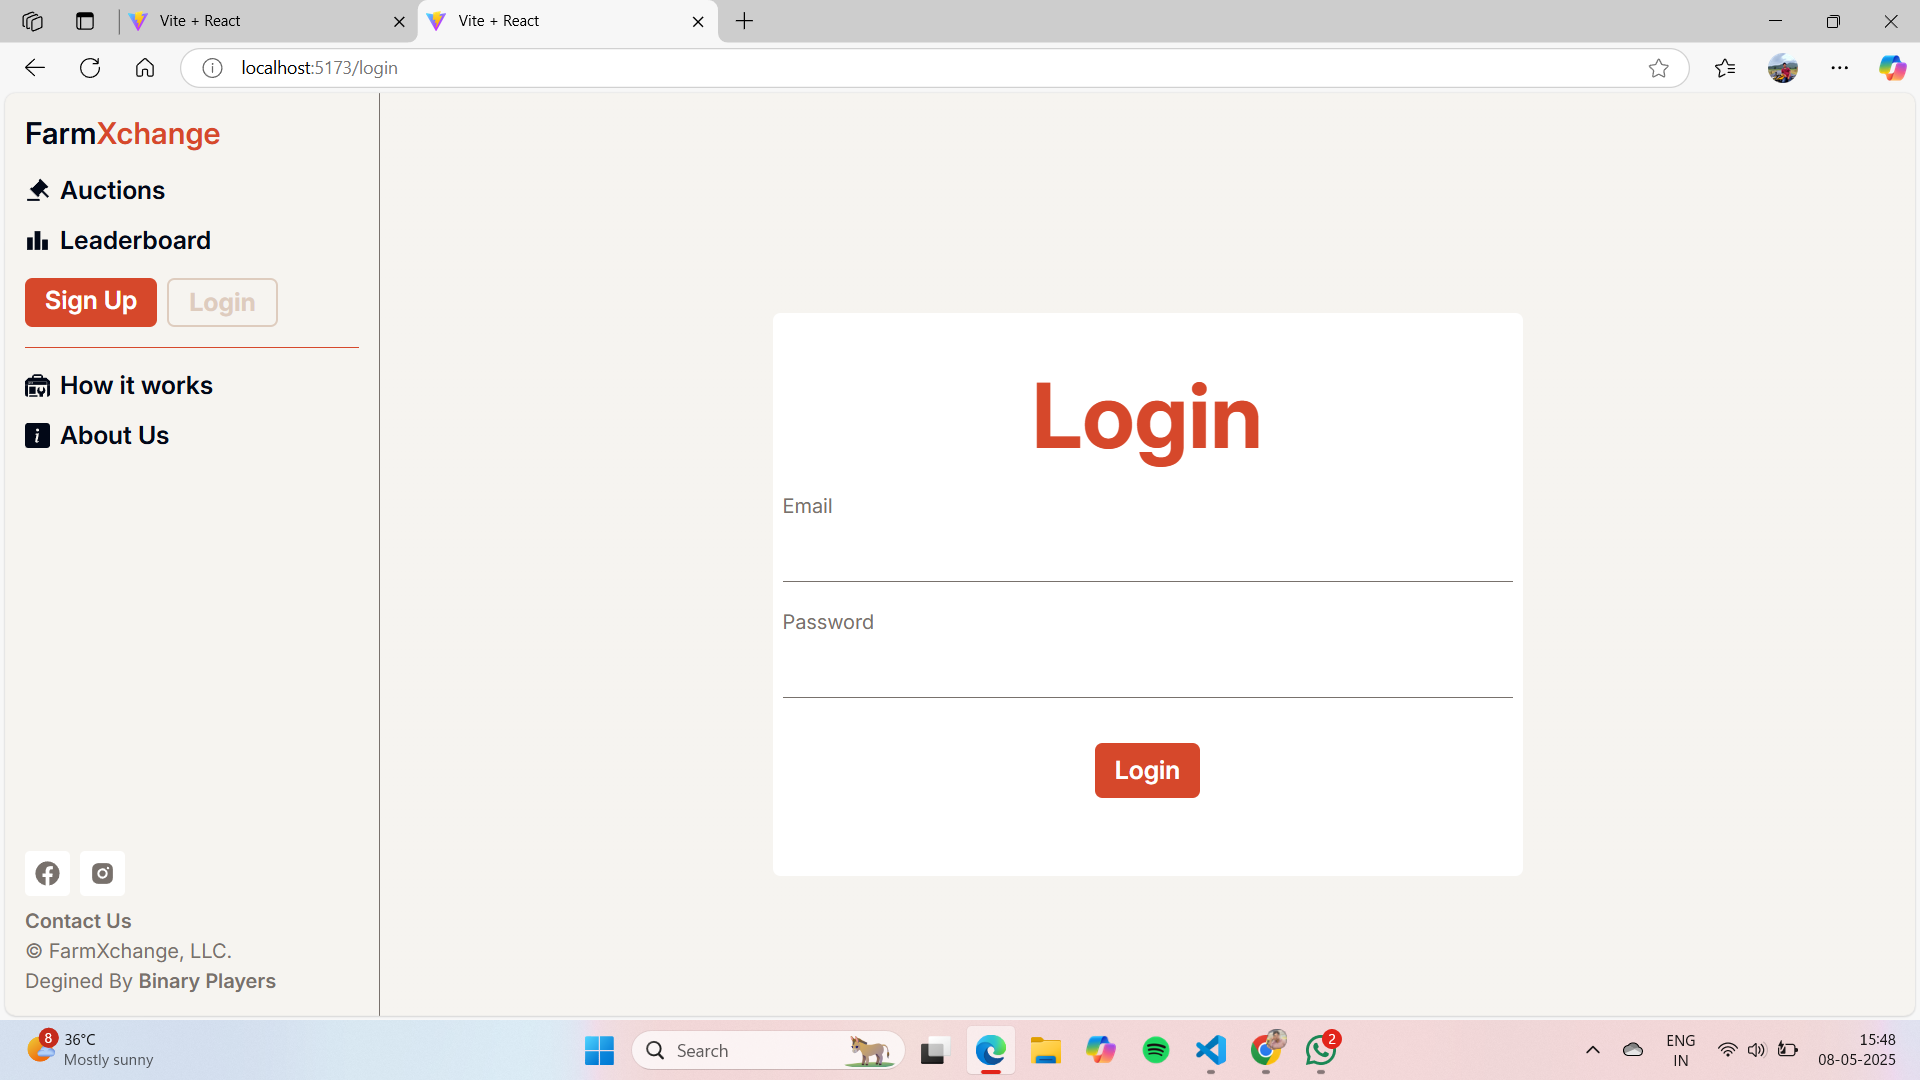 Vite + React
Vite + React
localhost:5173/login
FarmXchange
Auctions
Leaderboard
Sign Up
Login
How it works
About Us
Login
Email
Password
Login
Contact Us
© FarmXchange, LLC.
Degined By Binary Players
8
36°C
Mostly sunny
Search
2
ENG
IN
15:48
08-05-2025